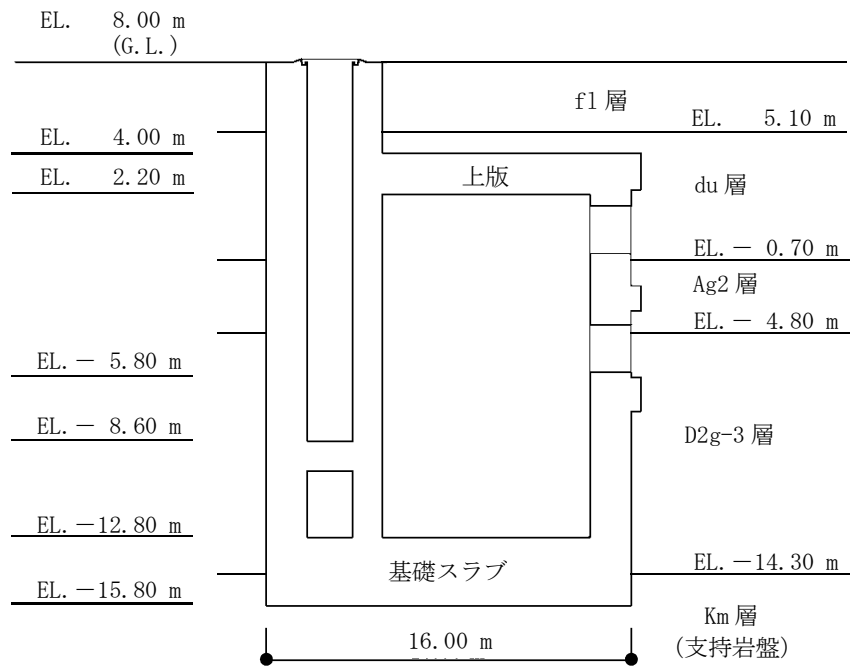 EL. 8.00 m
(G.L.)
fl 層
EL. 5.10 m
EL. 4.00 m
EL. 2.20 m
上版
du 層
EL.－ 0.70 m
Ag2 層
EL.－ 4.80 m
EL.－ 5.80 m
EL.－ 8.60 m
D2g-3 層
EL.－12.80 m
EL.－14.30 m
基礎スラブ
EL.－15.80 m
Km 層
(支持岩盤)
16.00 m